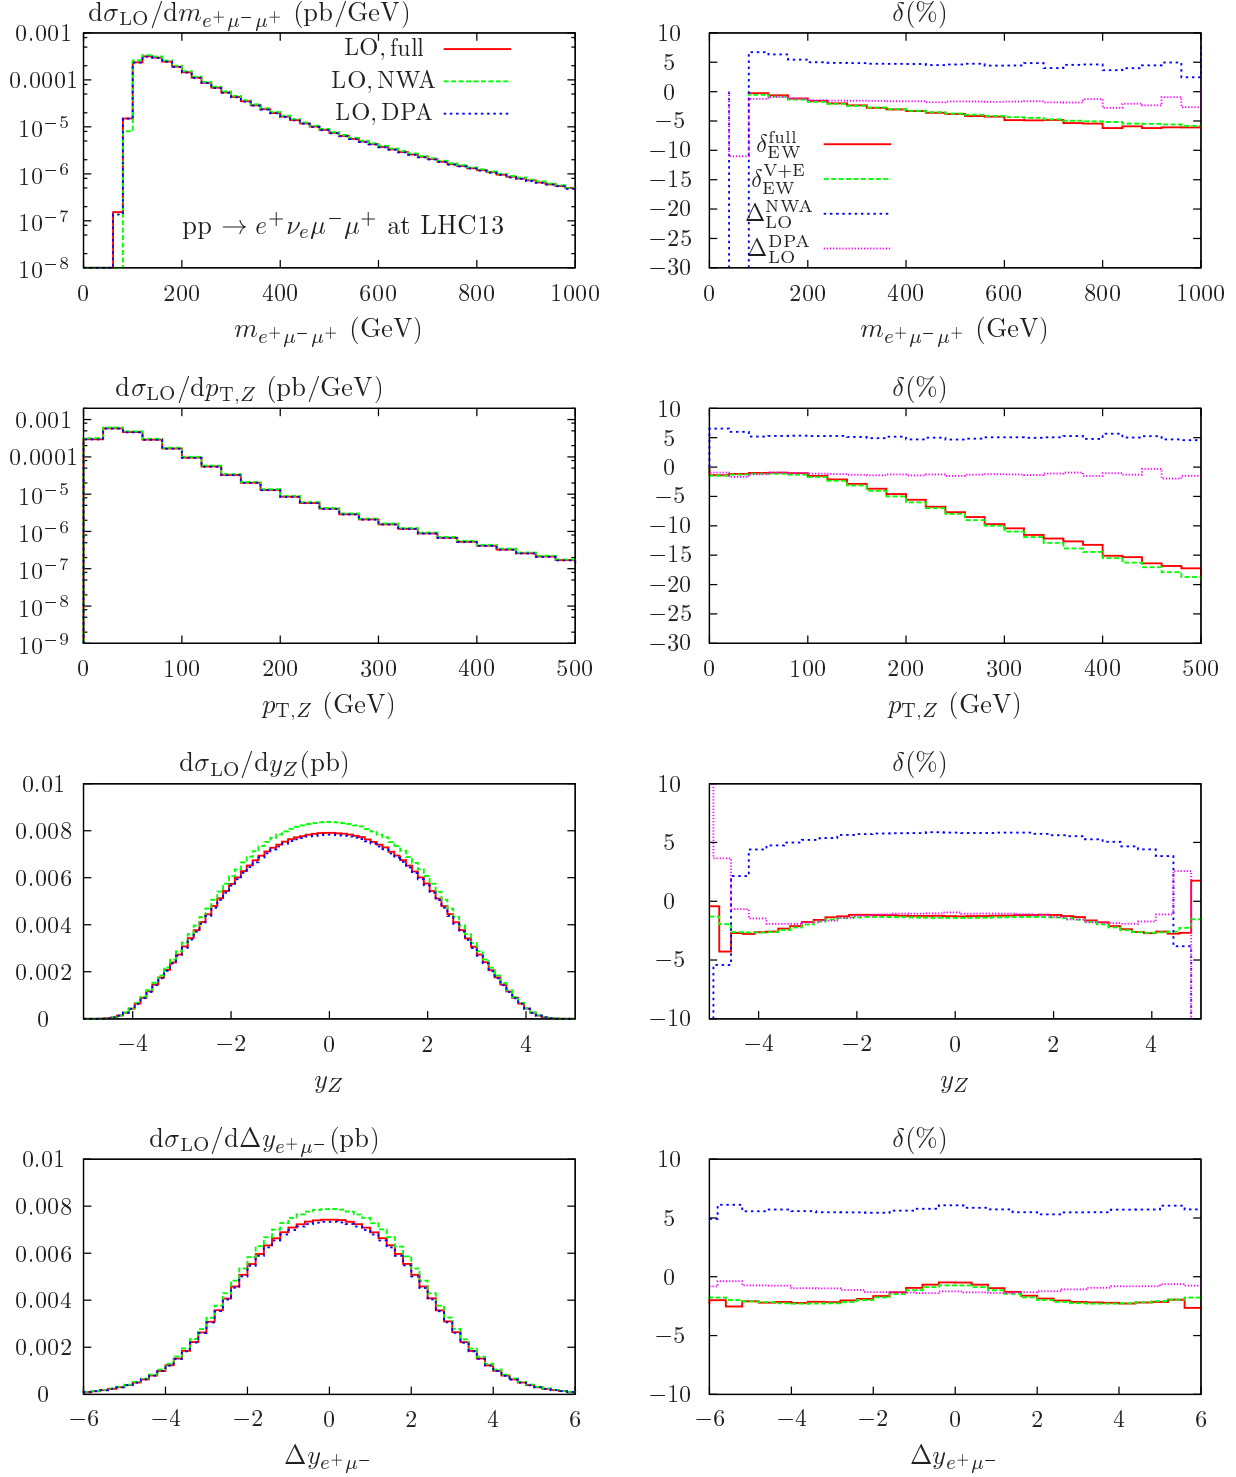 dσ_LO/dm_{e⁺μ⁻μ⁺} (pb/GeV)
0.001
0.0001
10⁻⁵
10⁻⁶
10⁻⁷
10⁻⁸
LO, full
LO, NWA
LO, DPA
pp → e⁺ν_eμ⁻μ⁺ at LHC13
0 200 400 600 800 1000
m_{e⁺μ⁻μ⁺} (GeV)
δ(%)
10
5
0
−5
−10
−15
−20
−25
−30
δ_EW^full
δ_EW^{V+E}
Δ_LO^NWA
Δ_LO^DPA
0 200 400 600 800 1000
m_{e⁺μ⁻μ⁺} (GeV)
dσ_LO/dp_{T,Z} (pb/GeV)
0.001
0.0001
10⁻⁵
10⁻⁶
10⁻⁷
10⁻⁸
10⁻⁹
0 100 200 300 400 500
p_{T,Z} (GeV)
δ(%)
10
5
0
−5
−10
−15
−20
−25
−30
0 100 200 300 400 500
p_{T,Z} (GeV)
dσ_LO/dy_Z(pb)
0.01
0.008
0.006
0.004
0.002
0
−4 −2 0 2 4
y_Z
δ(%)
10
5
0
−5
−10
−4 −2 0 2 4
y_Z
dσ_LO/dΔy_{e⁺μ⁻}(pb)
0.01
0.008
0.006
0.004
0.002
0
−6 −4 −2 0 2 4 6
Δy_{e⁺μ⁻}
δ(%)
10
5
0
−5
−10
−6 −4 −2 0 2 4 6
Δy_{e⁺μ⁻}